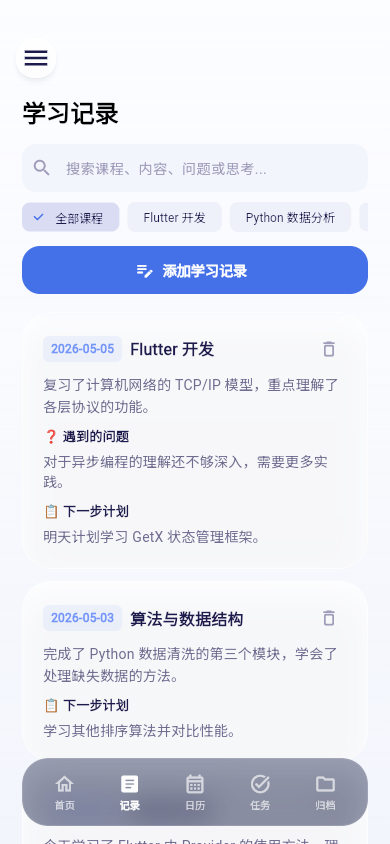 学习记录
搜索课程、内容、问题或思考...
全部课程
Flutter 开发
Python 数据分析
添加学习记录
2026-05-05 Flutter 开发
复习了计算机网络的 TCP/IP 模型，重点理解了
各层协议的功能。
❓ 遇到的问题
对于异步编程的理解还不够深入，需要更多实
践。
📋 下一步计划
明天计划学习 GetX 状态管理框架。
2026-05-03 算法与数据结构
完成了 Python 数据清洗的第三个模块，学会了
处理缺失数据的方法。
📋 下一步计划
学习其他排序算法并对比性能。
首页
记录
日历
任务
归档
今天学习了 Flutter 中 Provider 的使用方法，理